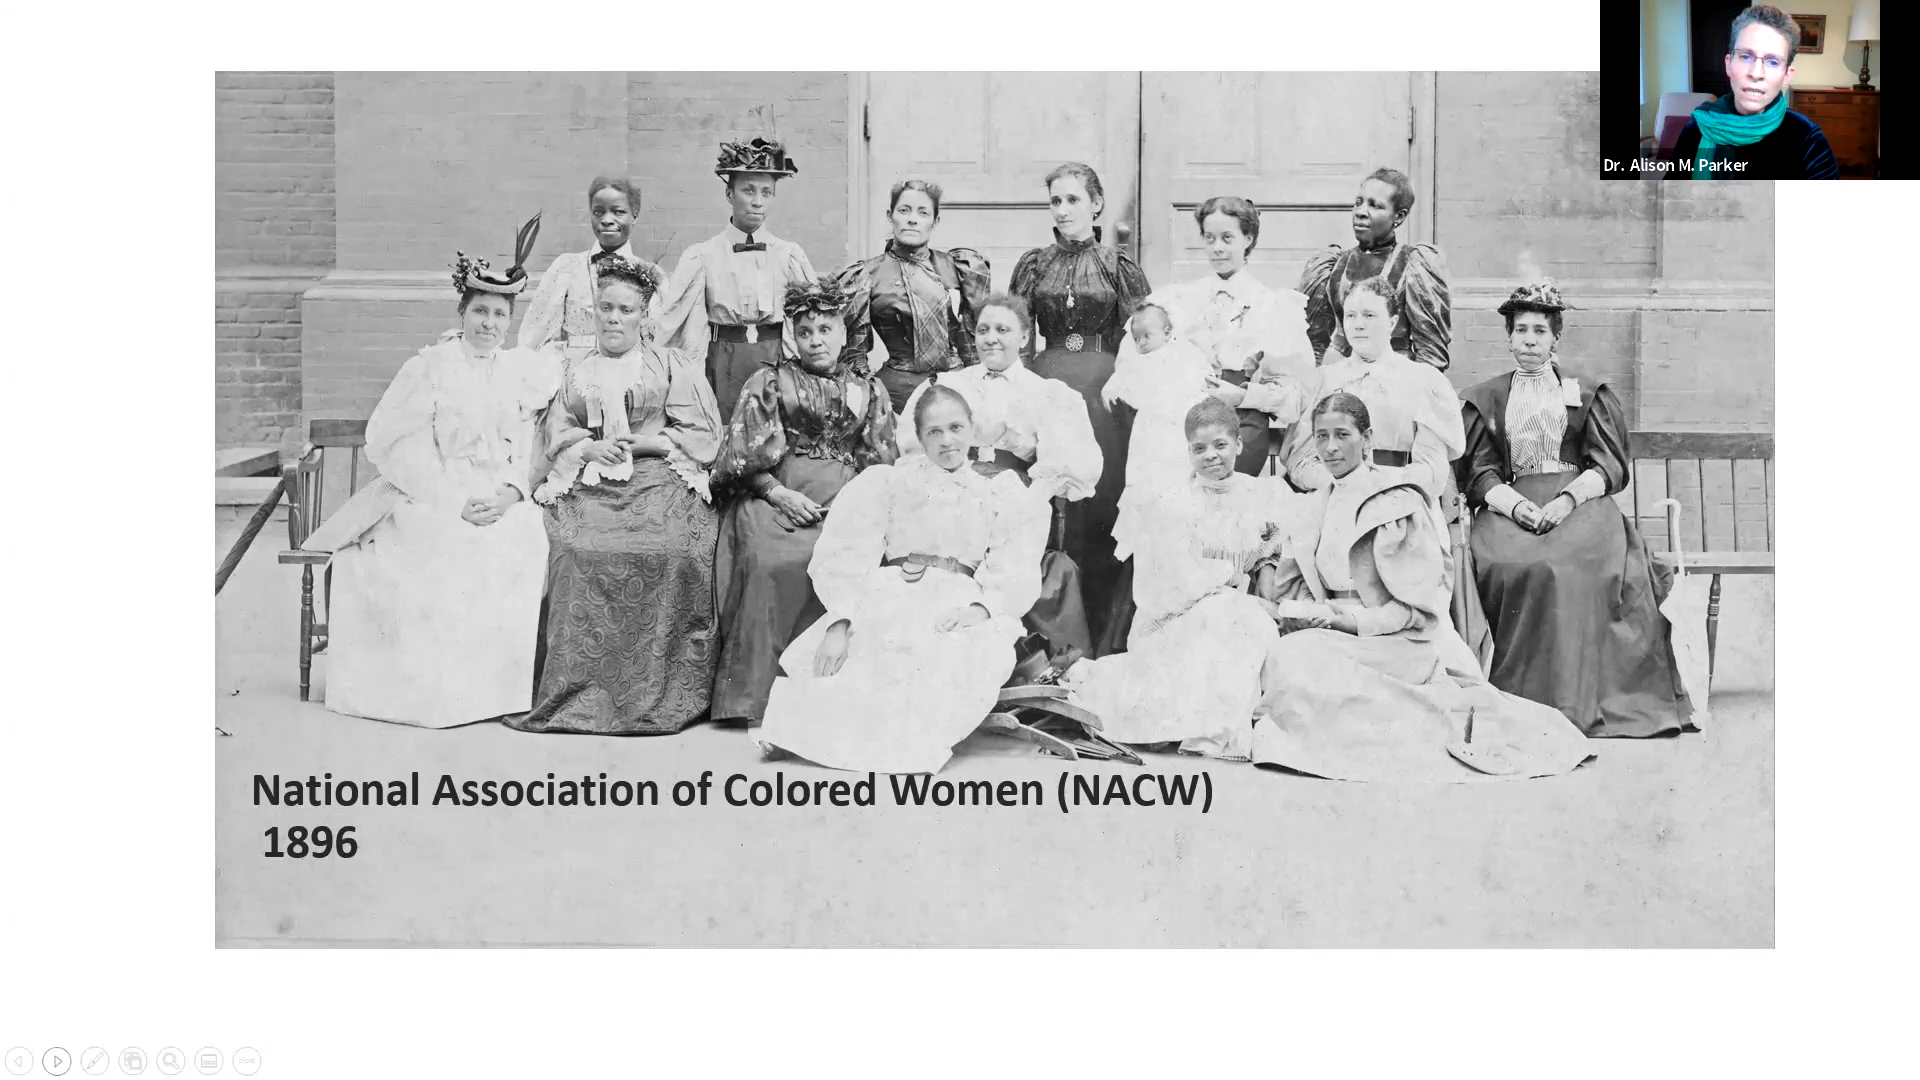 Dr. Alison M. Parker
National Association of Colored Women (NACW)
1896